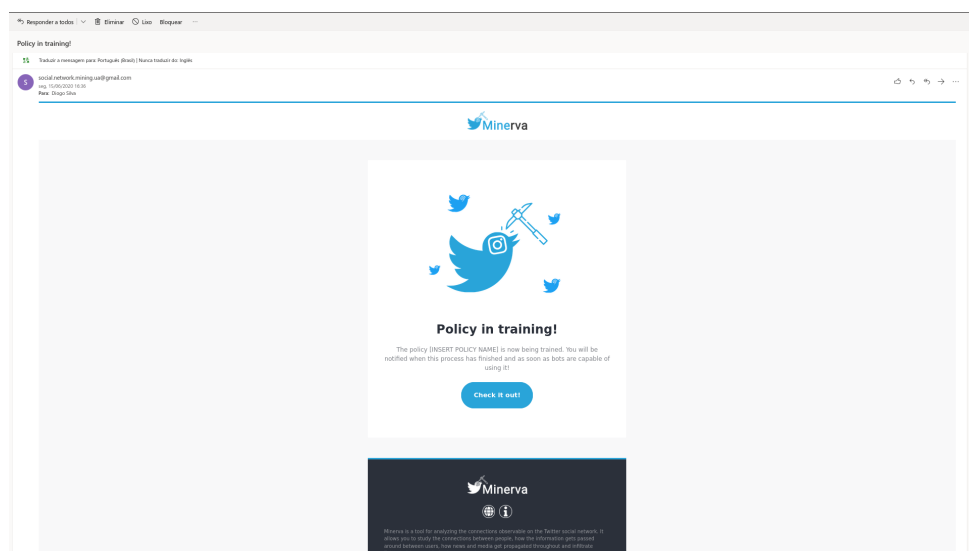 Responder a todos Eliminar Lixo Bloquear ...
Policy in training!
Traduzir a mensagem para: Português (Brasil) | Nunca traduzir do: Inglês
S
social.network.mining.ua@gmail.com
seg, 15/06/2020 18:36
Para: Diogo Silva
Minerva
Policy in training!
The policy [INSERT POLICY NAME] is now being trained. You will be
notified when this process has finished and as soon as bots are capable of
using it!
Check it out!
Minerva
Minerva is a tool for analyzing the connections observable on the Twitter social network. It
allows you to study the connections between people, how the information gets passed
around between users, how news and media get propagated throughout and infiltrate